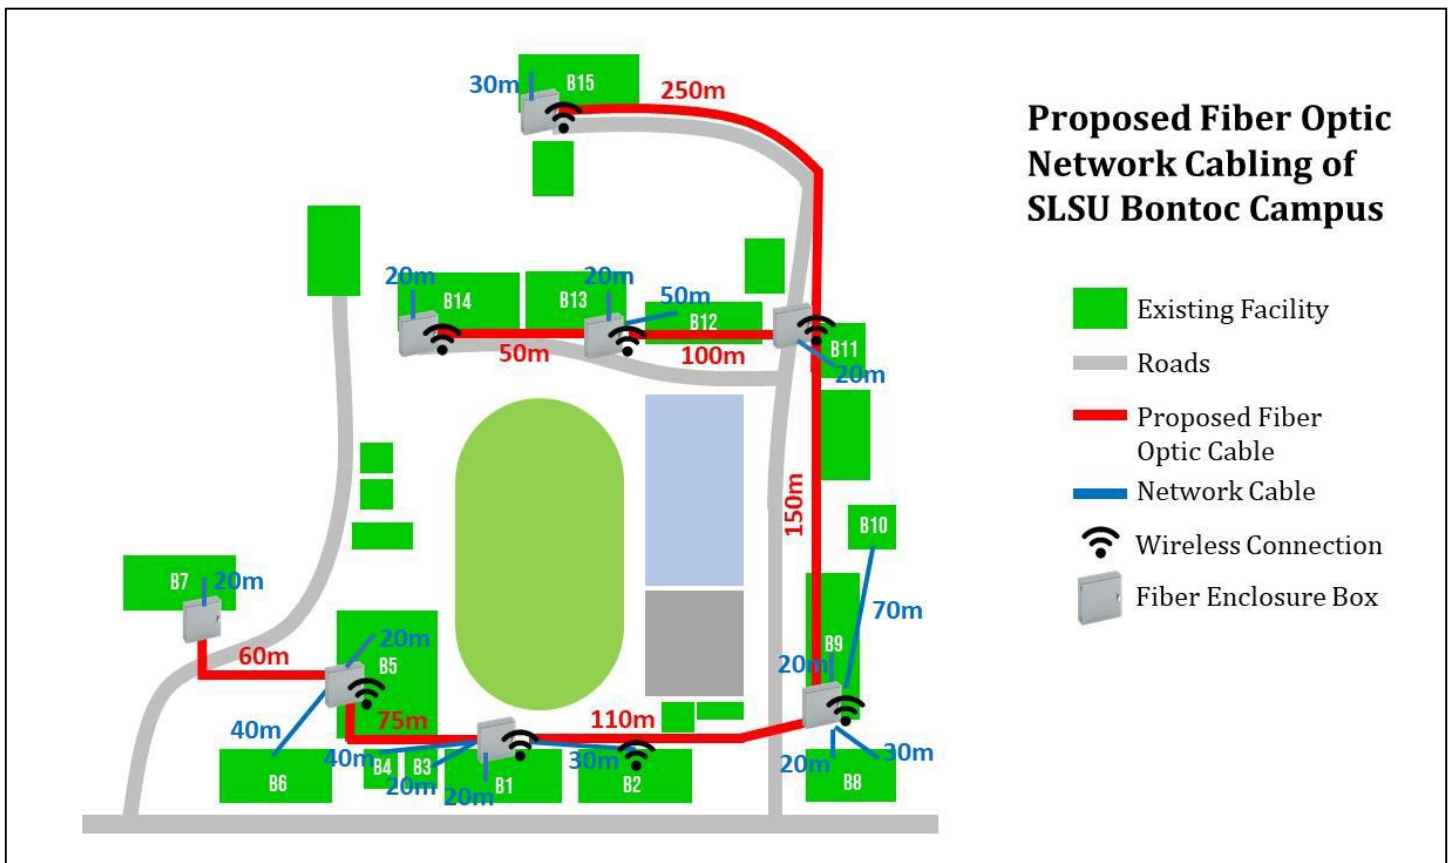 Proposed Fiber Optic
Network Cabling of
SLSU Bontoc Campus
Existing Facility
Roads
Proposed Fiber
Optic Cable
Network Cable
Wireless Connection
Fiber Enclosure Box
B15
30m
250m
20m
B14
20m
B13
50m
B12
50m
100m
B11
20m
150m
B10
B7
20m
70m
60m
20m
B5
B9
20m
40m
75m
110m
40m
B4
B3
20m
20m
B1
30m
B2
B6
20m
30m
B8